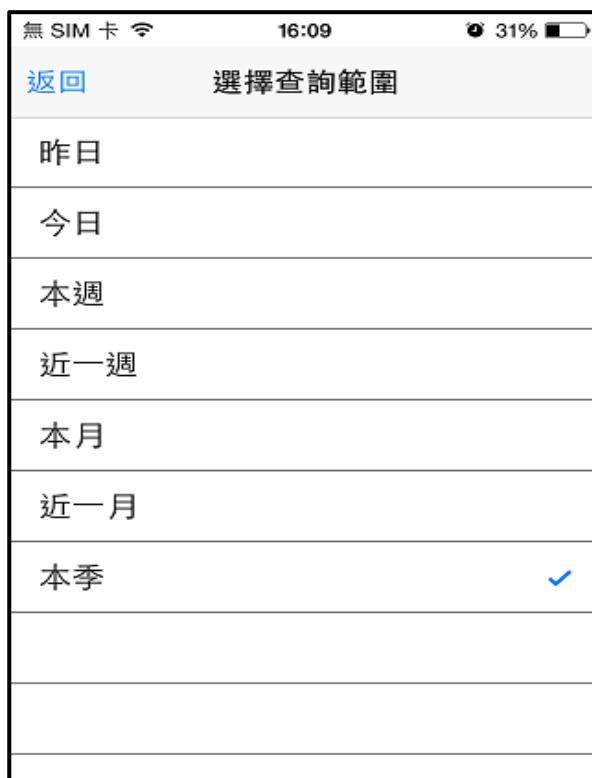 無 SIM 卡 16:09 31%
返回 選擇查詢範圍
昨日
今日
本週
近一週
本月
近一月
本季